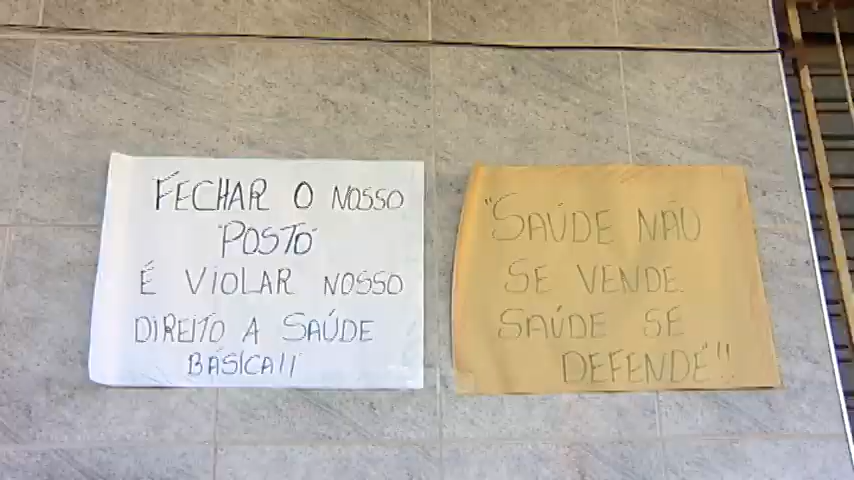 FECHAR O NOSSO
POSTO
É VIOLAR NOSSO
DIREITO A SAÚDE
BÁSICA!!
"SAÚDE NÃO
SE VENDE.
SAÚDE SE
DEFENDE"!!